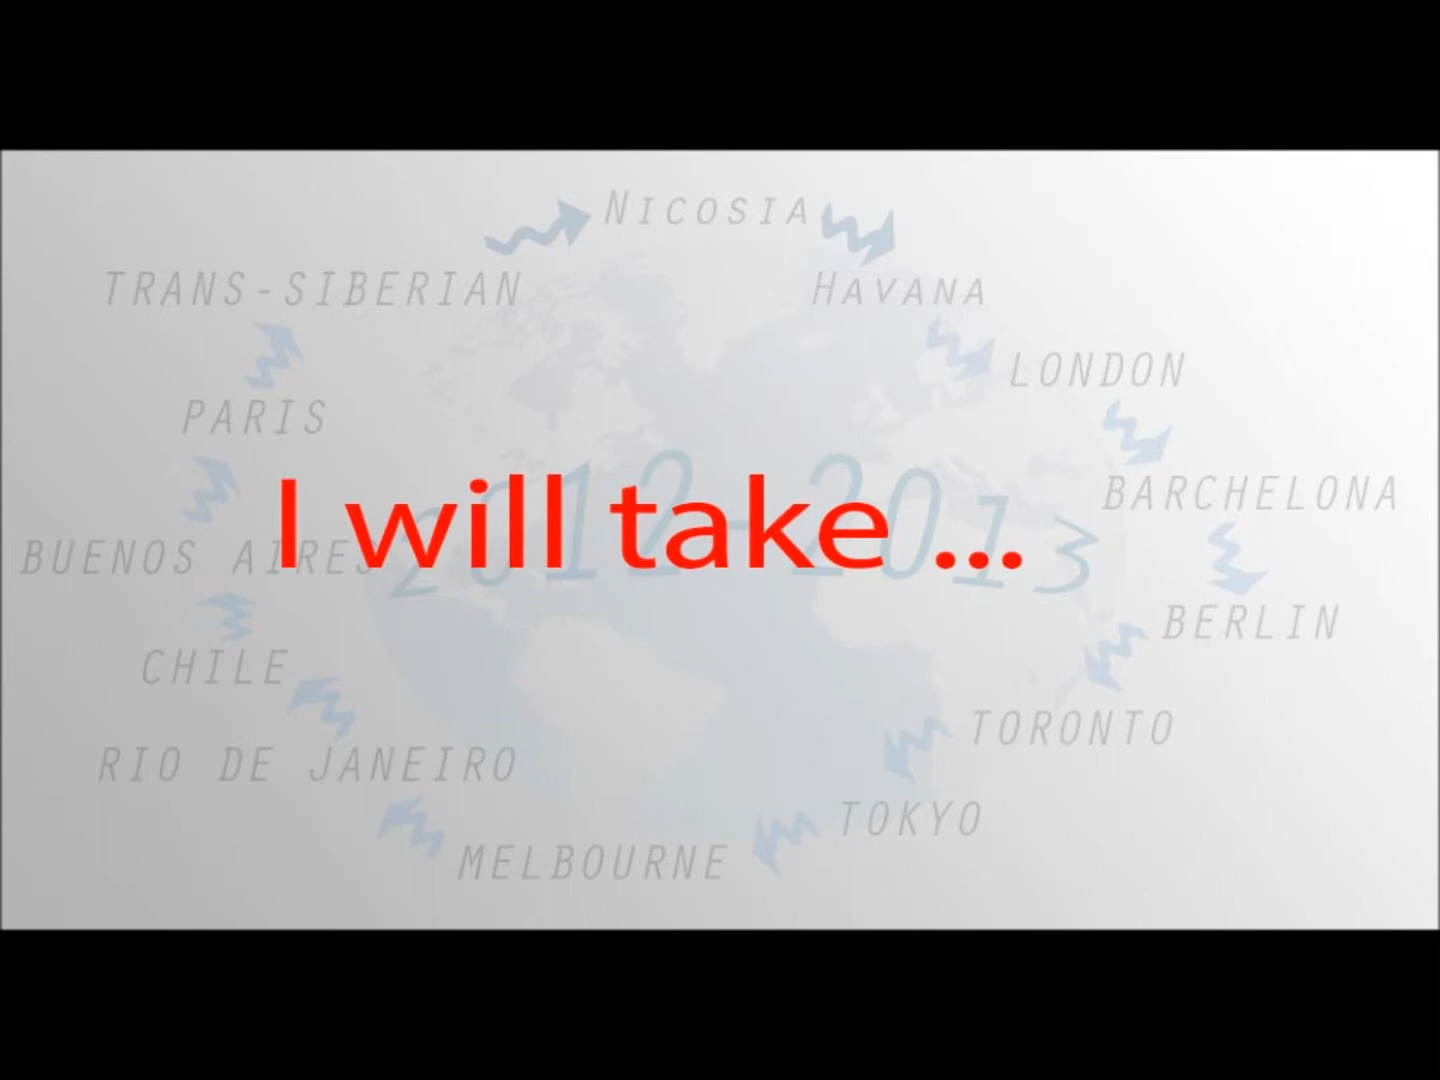 NICOSIA
TRANS-SIBERIAN
HAVANA
LONDON
PARIS
BARCHELONA
2012-2013
I will take ...
BUENOS AIRES
BERLIN
CHILE
TORONTO
RIO DE JANEIRO
TOKYO
MELBOURNE